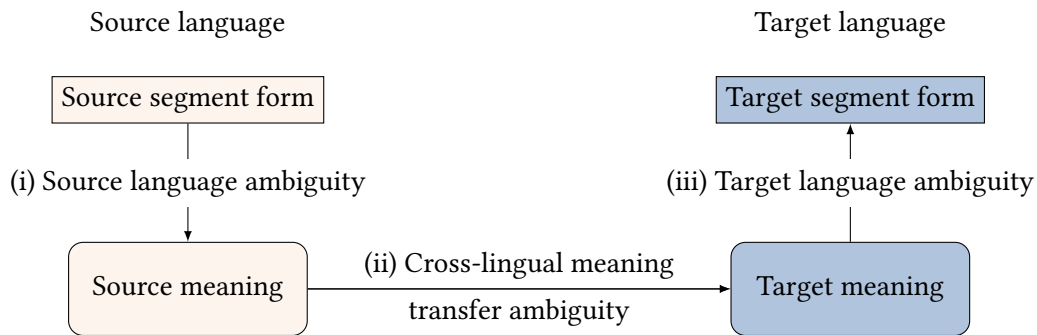 Source language
Target language
Source segment form
Target segment form
(i) Source language ambiguity
(iii) Target language ambiguity
Source meaning
(ii) Cross-lingual meaning
transfer ambiguity
Target meaning